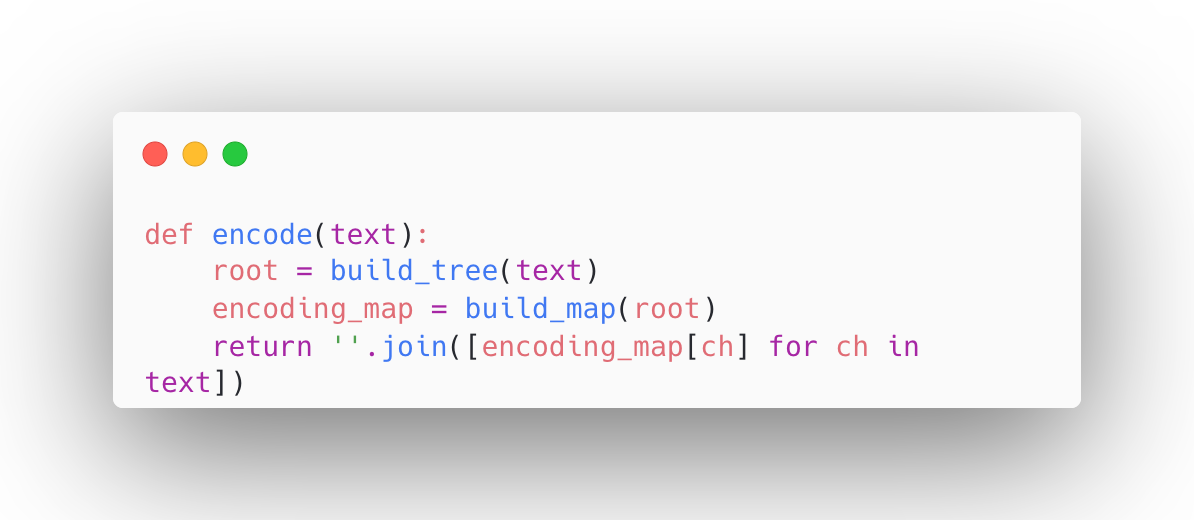 def encode(text):
    root = build_tree(text)
    encoding_map = build_map(root)
    return ''.join([encoding_map[ch] for ch in
text])